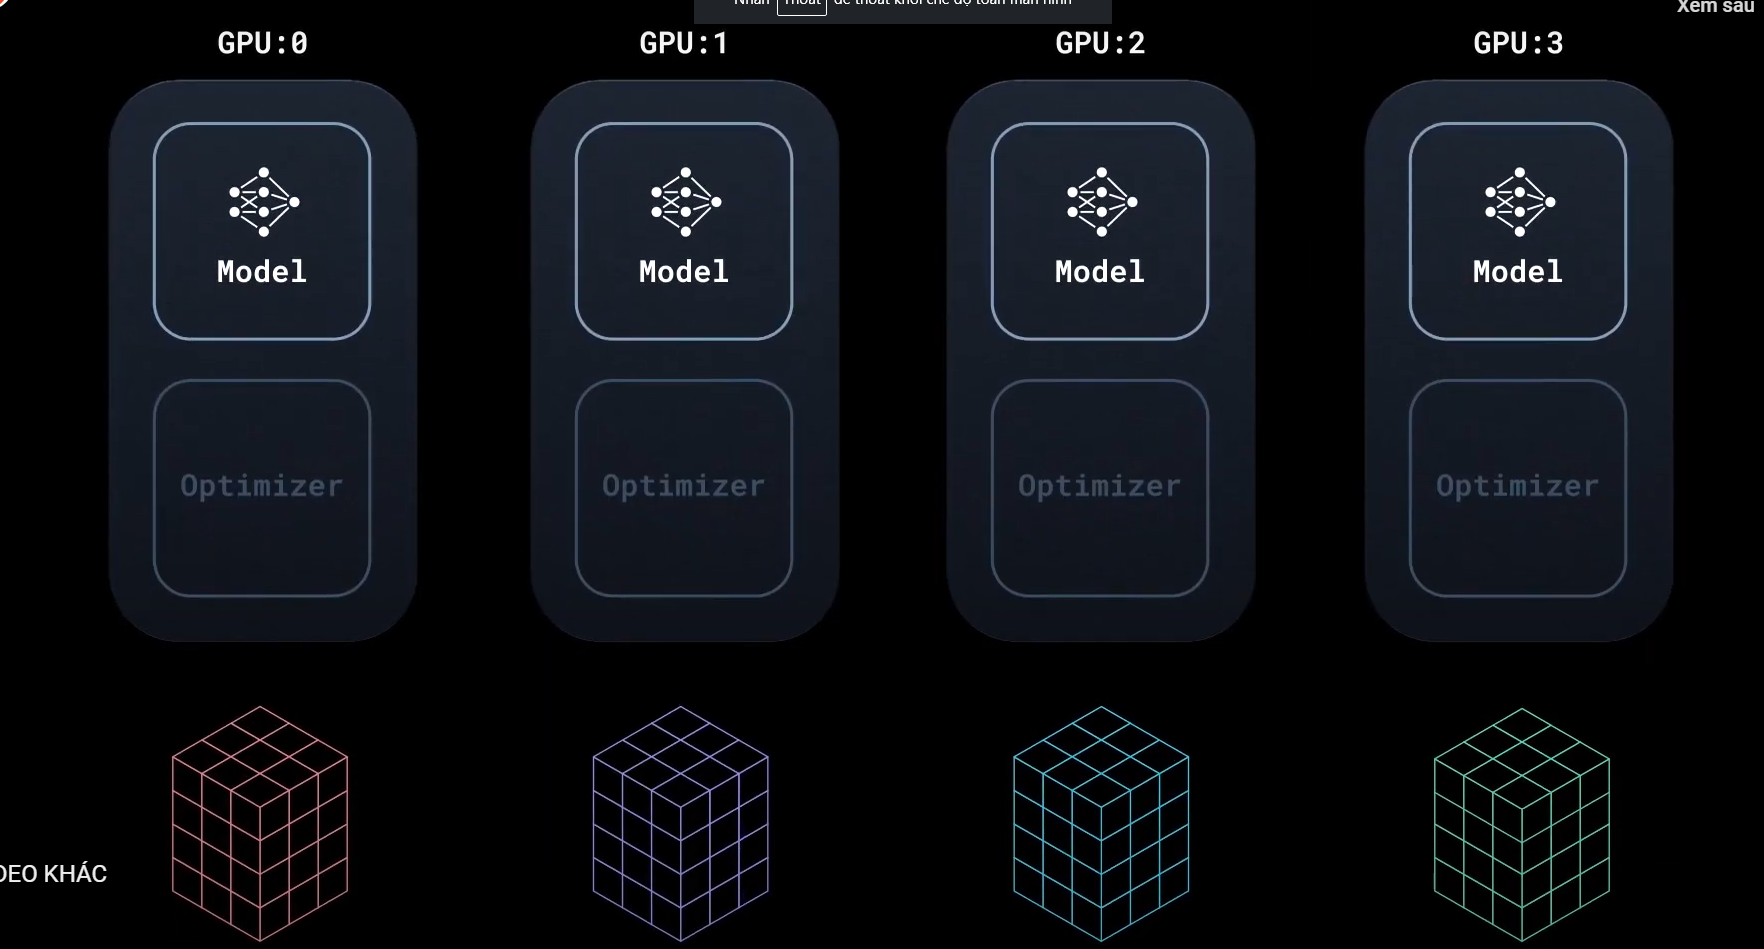 Nhấn Thoát để thoát khỏi chế độ toàn màn hình
Xem sau
GPU:0
GPU:1
GPU:2
GPU:3
Model
Model
Model
Model
Optimizer
Optimizer
Optimizer
Optimizer
DEO KHÁC